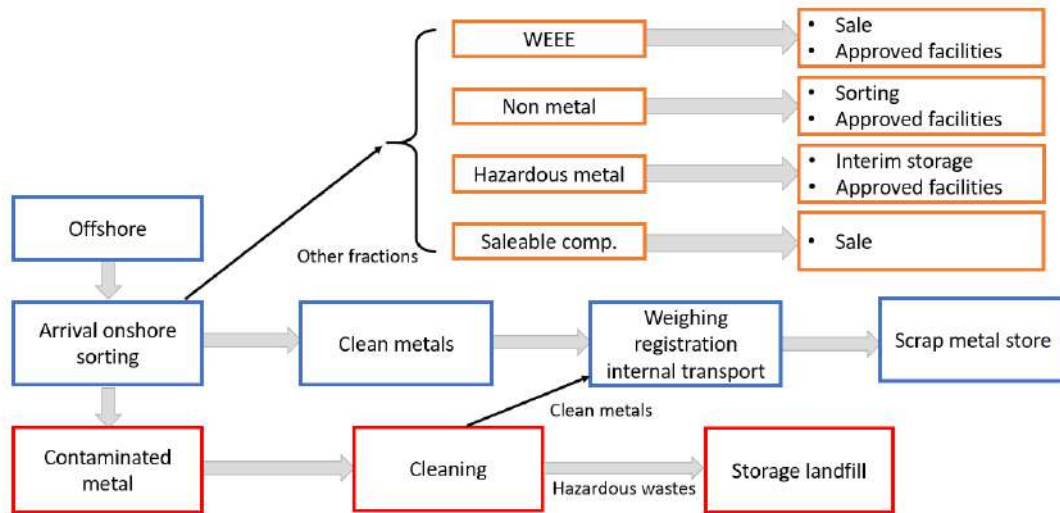 WEEE
• Sale
• Approved facilities
Non metal
• Sorting
• Approved facilities
Hazardous metal
• Interim storage
• Approved facilities
Saleable comp.
• Sale
Offshore
Other fractions
Arrival onshore
sorting
Clean metals
Weighing
registration
internal transport
Scrap metal store
Clean metals
Contaminated
metal
Cleaning
Hazardous wastes
Storage landfill